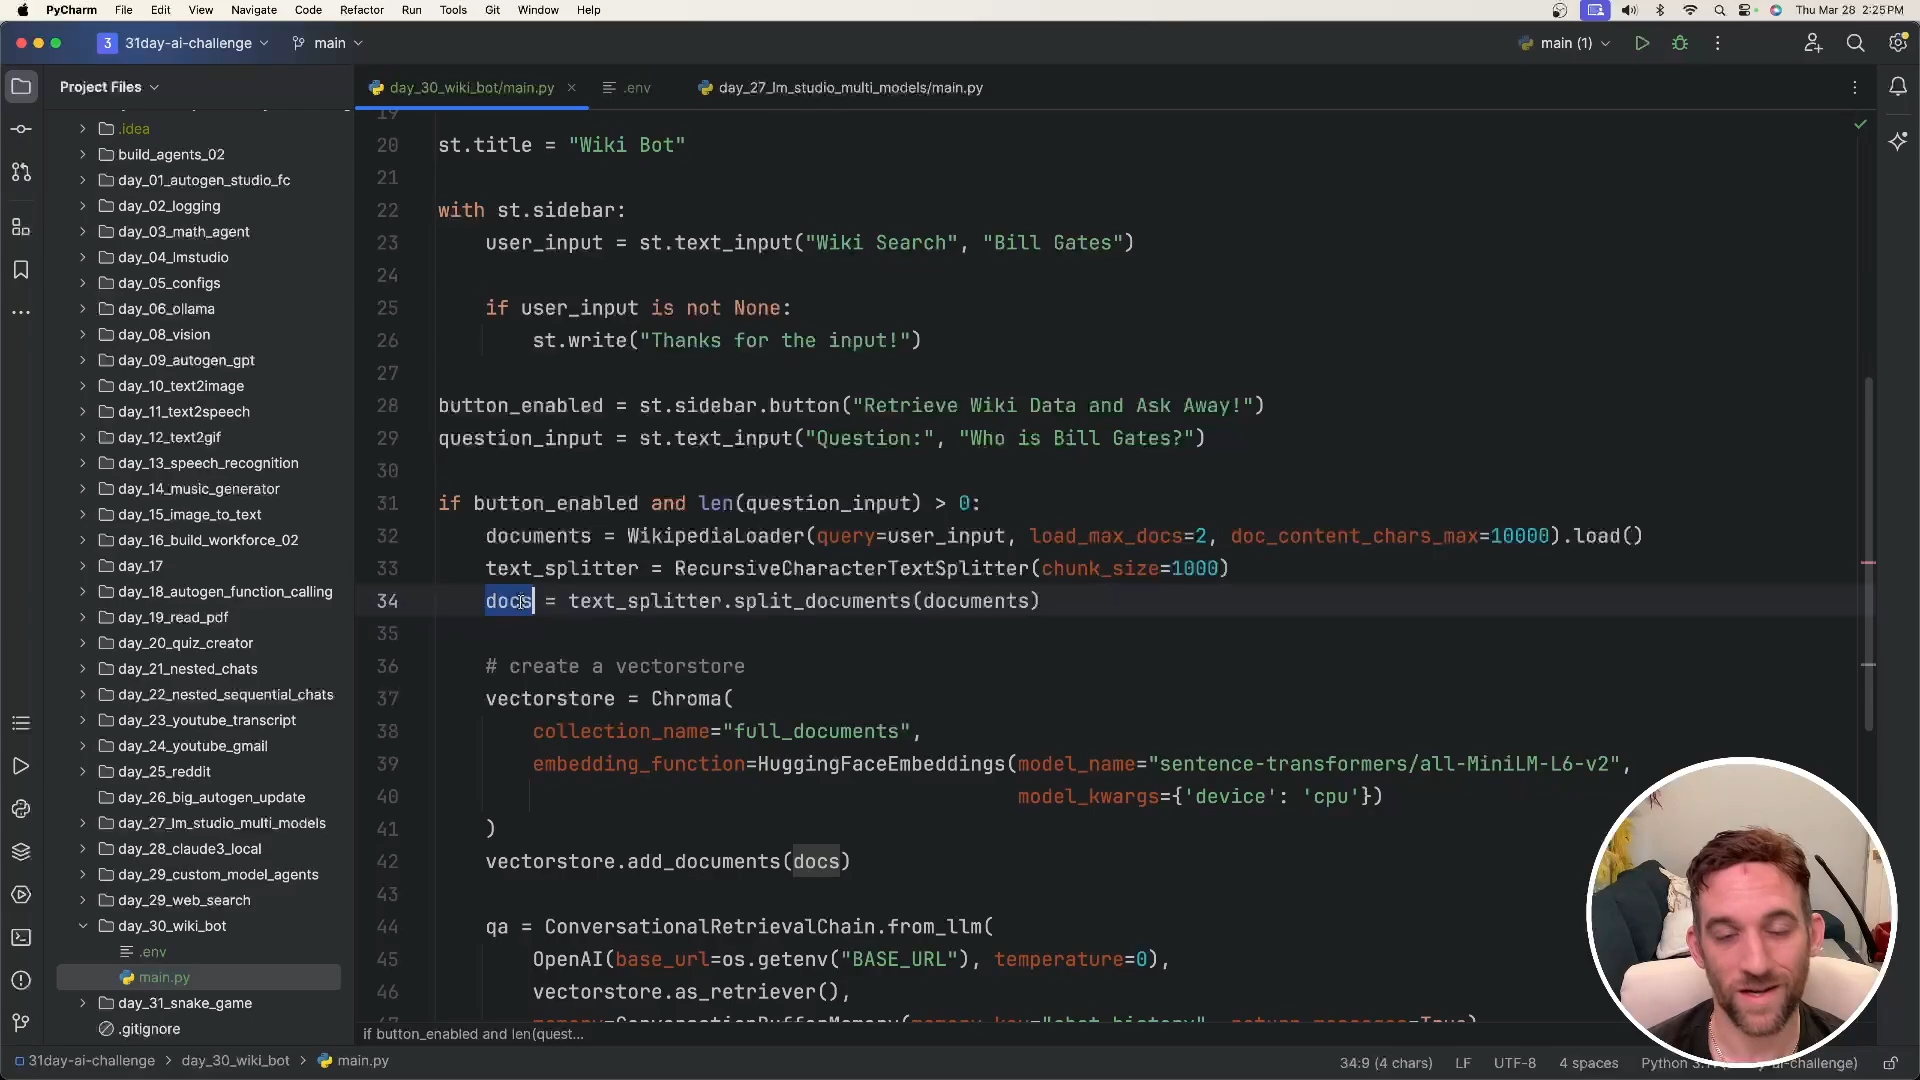 PyCharm File Edit View Navigate Code Refactor Run Tools Git Window Help
Thu Mar 28 2:25 PM
3 31day-ai-challenge main
main (1)
Project Files
day_30_wiki_bot/main.py
.env
day_27_lm_studio_multi_models/main.py
.idea
build_agents_02
day_01_autogen_studio_fc
day_02_logging
day_03_math_agent
day_04_lmstudio
day_05_configs
day_06_ollama
day_08_vision
day_09_autogen_gpt
day_10_text2image
day_11_text2speech
day_12_text2gif
day_13_speech_recognition
day_14_music_generator
day_15_image_to_text
day_16_build_workforce_02
day_17
day_18_autogen_function_calling
day_19_read_pdf
day_20_quiz_creator
day_21_nested_chats
day_22_nested_sequential_chats
day_23_youtube_transcript
day_24_youtube_gmail
day_25_reddit
day_26_big_autogen_update
day_27_lm_studio_multi_models
day_28_claude3_local
day_29_custom_model_agents
day_29_web_search
day_30_wiki_bot
.env
main.py
day_31_snake_game
.gitignore
19
20 st.title = "Wiki Bot"
21
22 with st.sidebar:
23 user_input = st.text_input("Wiki Search", "Bill Gates")
24
25 if user_input is not None:
26 st.write("Thanks for the input!")
27
28 button_enabled = st.sidebar.button("Retrieve Wiki Data and Ask Away!")
29 question_input = st.text_input("Question:", "Who is Bill Gates?")
30
31 if button_enabled and len(question_input) > 0:
32 documents = WikipediaLoader(query=user_input, load_max_docs=2, doc_content_chars_max=10000).load()
33 text_splitter = RecursiveCharacterTextSplitter(chunk_size=1000)
34 docs = text_splitter.split_documents(documents)
35
36 # create a vectorstore
37 vectorstore = Chroma(
38 collection_name="full_documents",
39 embedding_function=HuggingFaceEmbeddings(model_name="sentence-transformers/all-MiniLM-L6-v2",
40 model_kwargs={'device': 'cpu'})
41 )
42 vectorstore.add_documents(docs)
43
44 qa = ConversationalRetrievalChain.from_llm(
45 OpenAI(base_url=os.getenv("BASE_URL"), temperature=0),
46 vectorstore.as_retriever(),
47 memory=ConversationBufferMemory(memory_key="chat_history", return_messages=True)
if button_enabled and len(quest...
31day-ai-challenge > day_30_wiki_bot > main.py
34:9 (4 chars) LF UTF-8 4 spaces Python 3.1 ai-challenge)